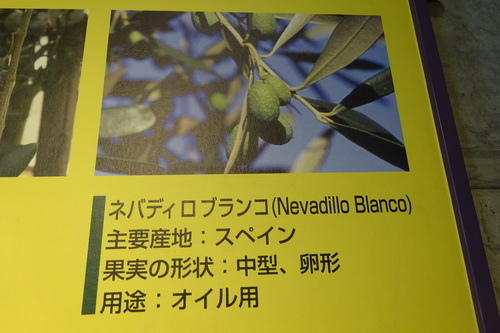 ネバディロブランコ(Nevadillo Blanco)
主要産地：スペイン
果実の形状：中型、卵形
用途：オイル用